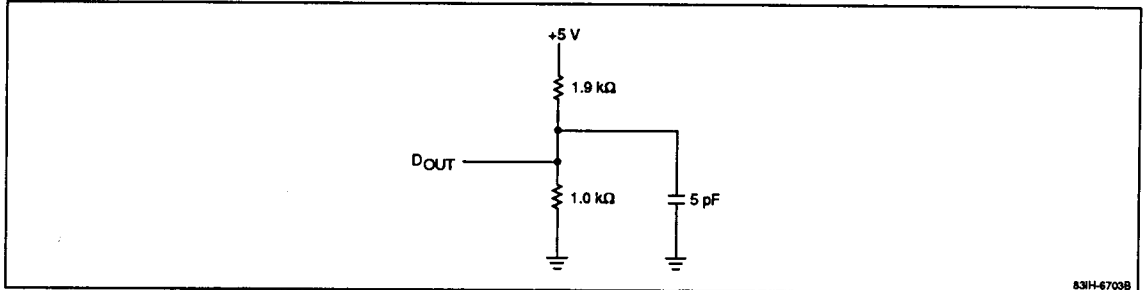 +5 V
1.9 kΩ
DOUT
1.0 kΩ
5 pF
83IH-6703B